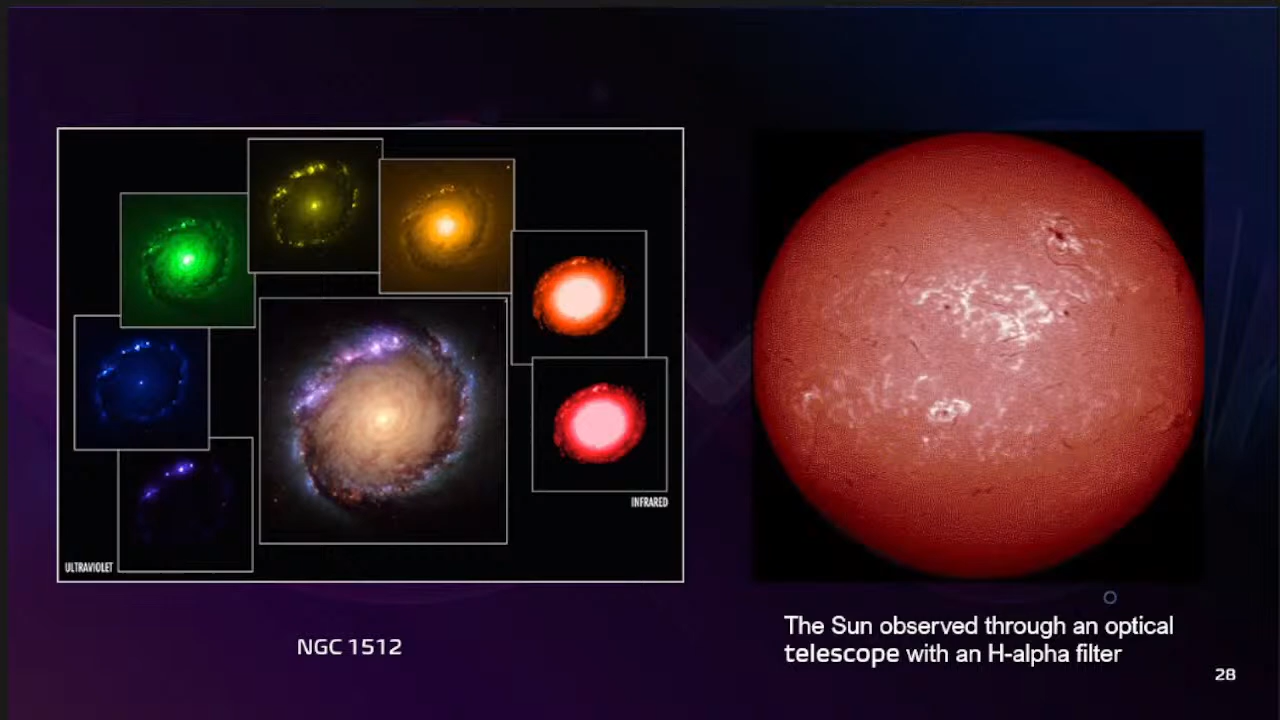 INFRARED
ULTRAVIOLET
NGC 1512
The Sun observed through an optical
telescope with an H-alpha filter
28